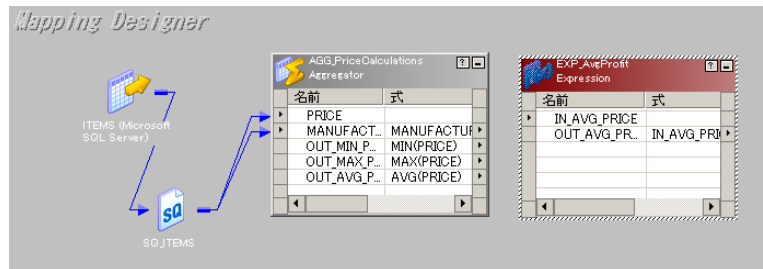 Mapping Designer
AGG_PriceCalculations
Aggregator
名前 式
PRICE
MANUFACT... MANUFACTUR
OUT_MIN_P... MIN(PRICE)
OUT_MAX_P... MAX(PRICE)
OUT_AVG_P... AVG(PRICE)
EXP_AvgProfit
Expression
名前 式
IN_AVG_PRICE
OUT_AVG_PR... IN_AVG_PRI
ITEMS (Microsoft
SQL Server)
SQ
SQ_ITEMS